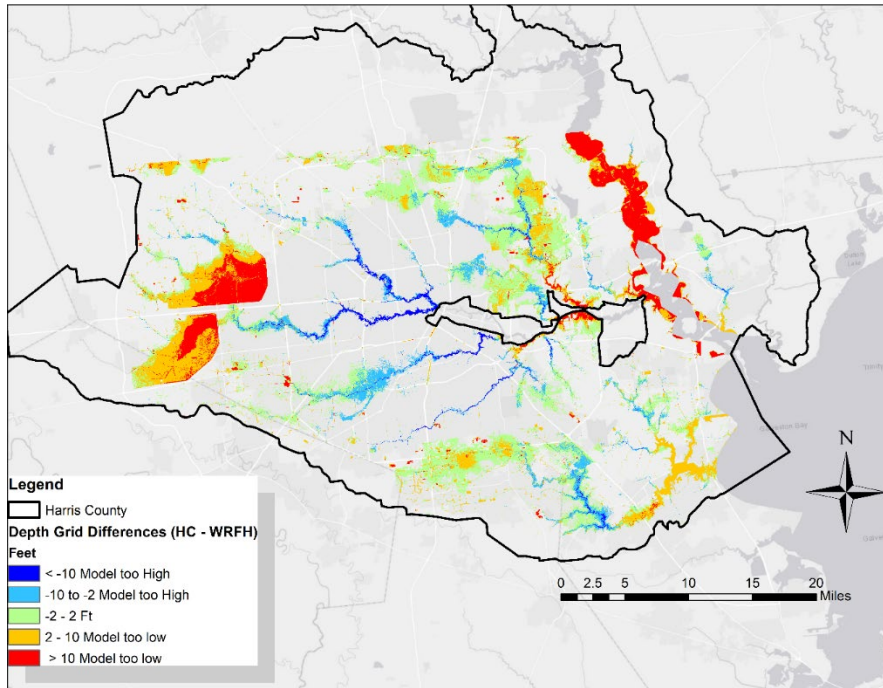 Galveston Bay
N
Legend
Harris County
Depth Grid Differences (HC - WRFH)
Feet
< -10 Model too High
-10 to -2 Model too High
-2 - 2 Ft
2 - 10 Model too low
> 10 Model too low
0 2.5 5 10 15 20
Miles